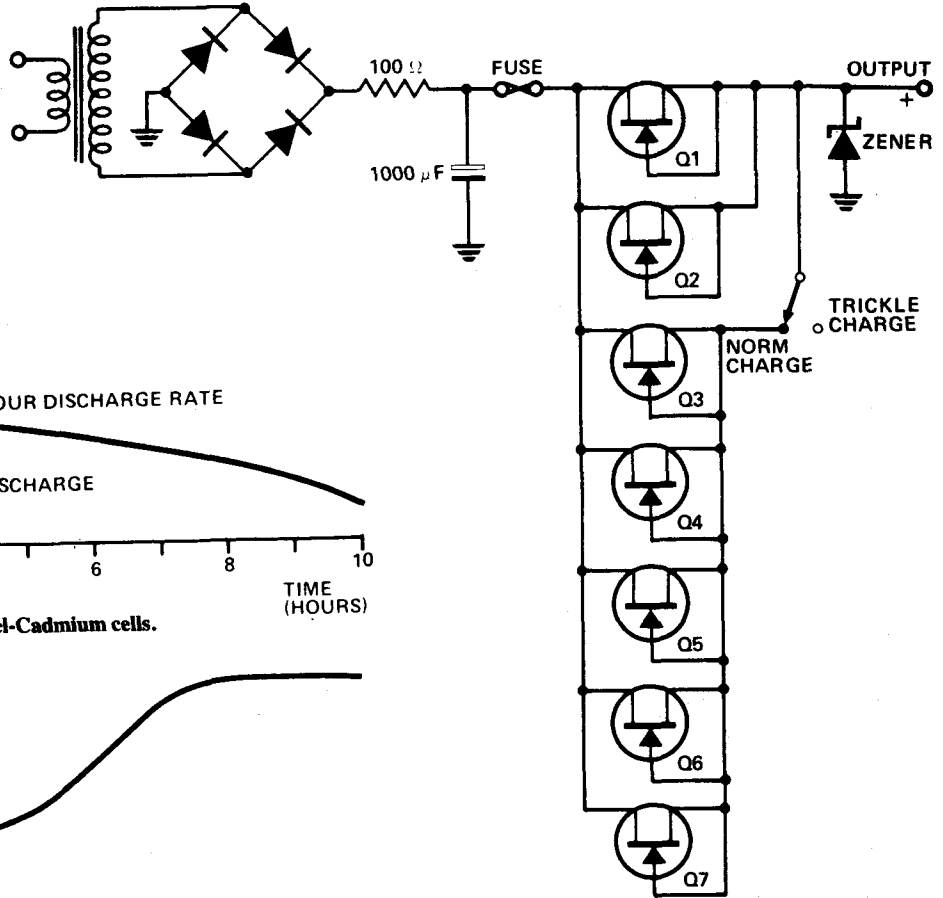 100 Ω
FUSE
OUTPUT
+
1000 μF
Q1
ZENER
Q2
TRICKLE
CHARGE
NORM
CHARGE
Q3
OUR DISCHARGE RATE
SCHARGE
Q4
6
8
10
TIME
(HOURS)
Q5
el-Cadmium cells.
Q6
Q7